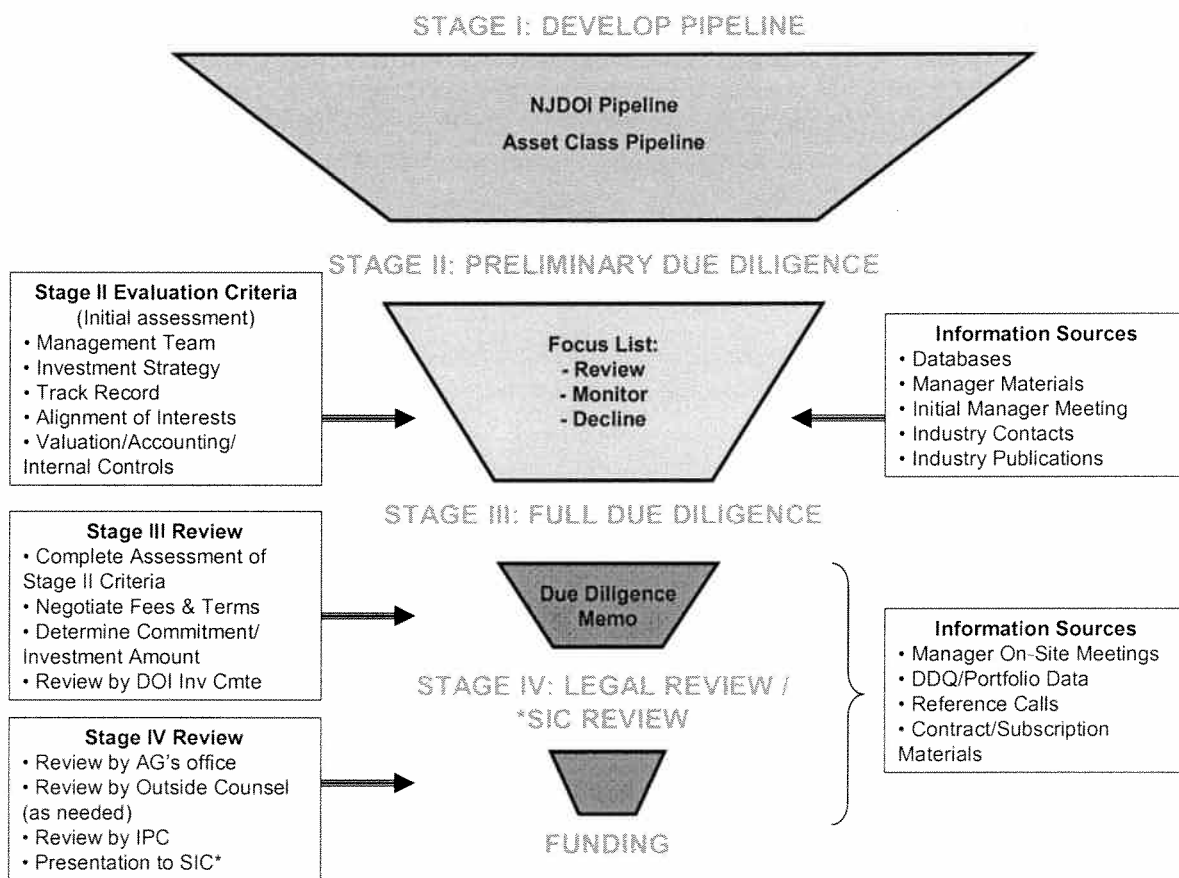 STAGE I: DEVELOP PIPELINE
NJDOI Pipeline
Asset Class Pipeline
STAGE II: PRELIMINARY DUE DILIGENCE
Stage II Evaluation Criteria
(Initial assessment)
• Management Team
• Investment Strategy
• Track Record
• Alignment of Interests
• Valuation/Accounting/
Internal Controls
Focus List:
- Review
- Monitor
- Decline
Information Sources
• Databases
• Manager Materials
• Initial Manager Meeting
• Industry Contacts
• Industry Publications
STAGE III: FULL DUE DILIGENCE
Stage III Review
• Complete Assessment of
Stage II Criteria
• Negotiate Fees & Terms
• Determine Commitment/
Investment Amount
• Review by DOI Inv Cmte
Due Diligence
Memo
Information Sources
• Manager On-Site Meetings
• DDQ/Portfolio Data
• Reference Calls
• Contract/Subscription
Materials
STAGE IV: LEGAL REVIEW /
*SIC REVIEW
Stage IV Review
• Review by AG's office
• Review by Outside Counsel
(as needed)
• Review by IPC
• Presentation to SIC*
FUNDING